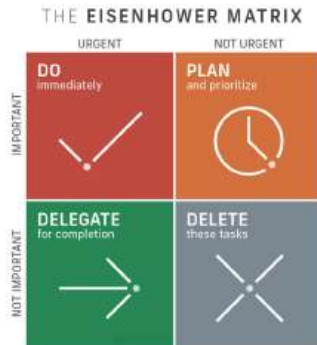 THE EISENHOWER MATRIX
URGENT
NOT URGENT
IMPORTANT
DO
immediately
PLAN
and prioritize
NOT IMPORTANT
DELEGATE
for completion
DELETE
these tasks